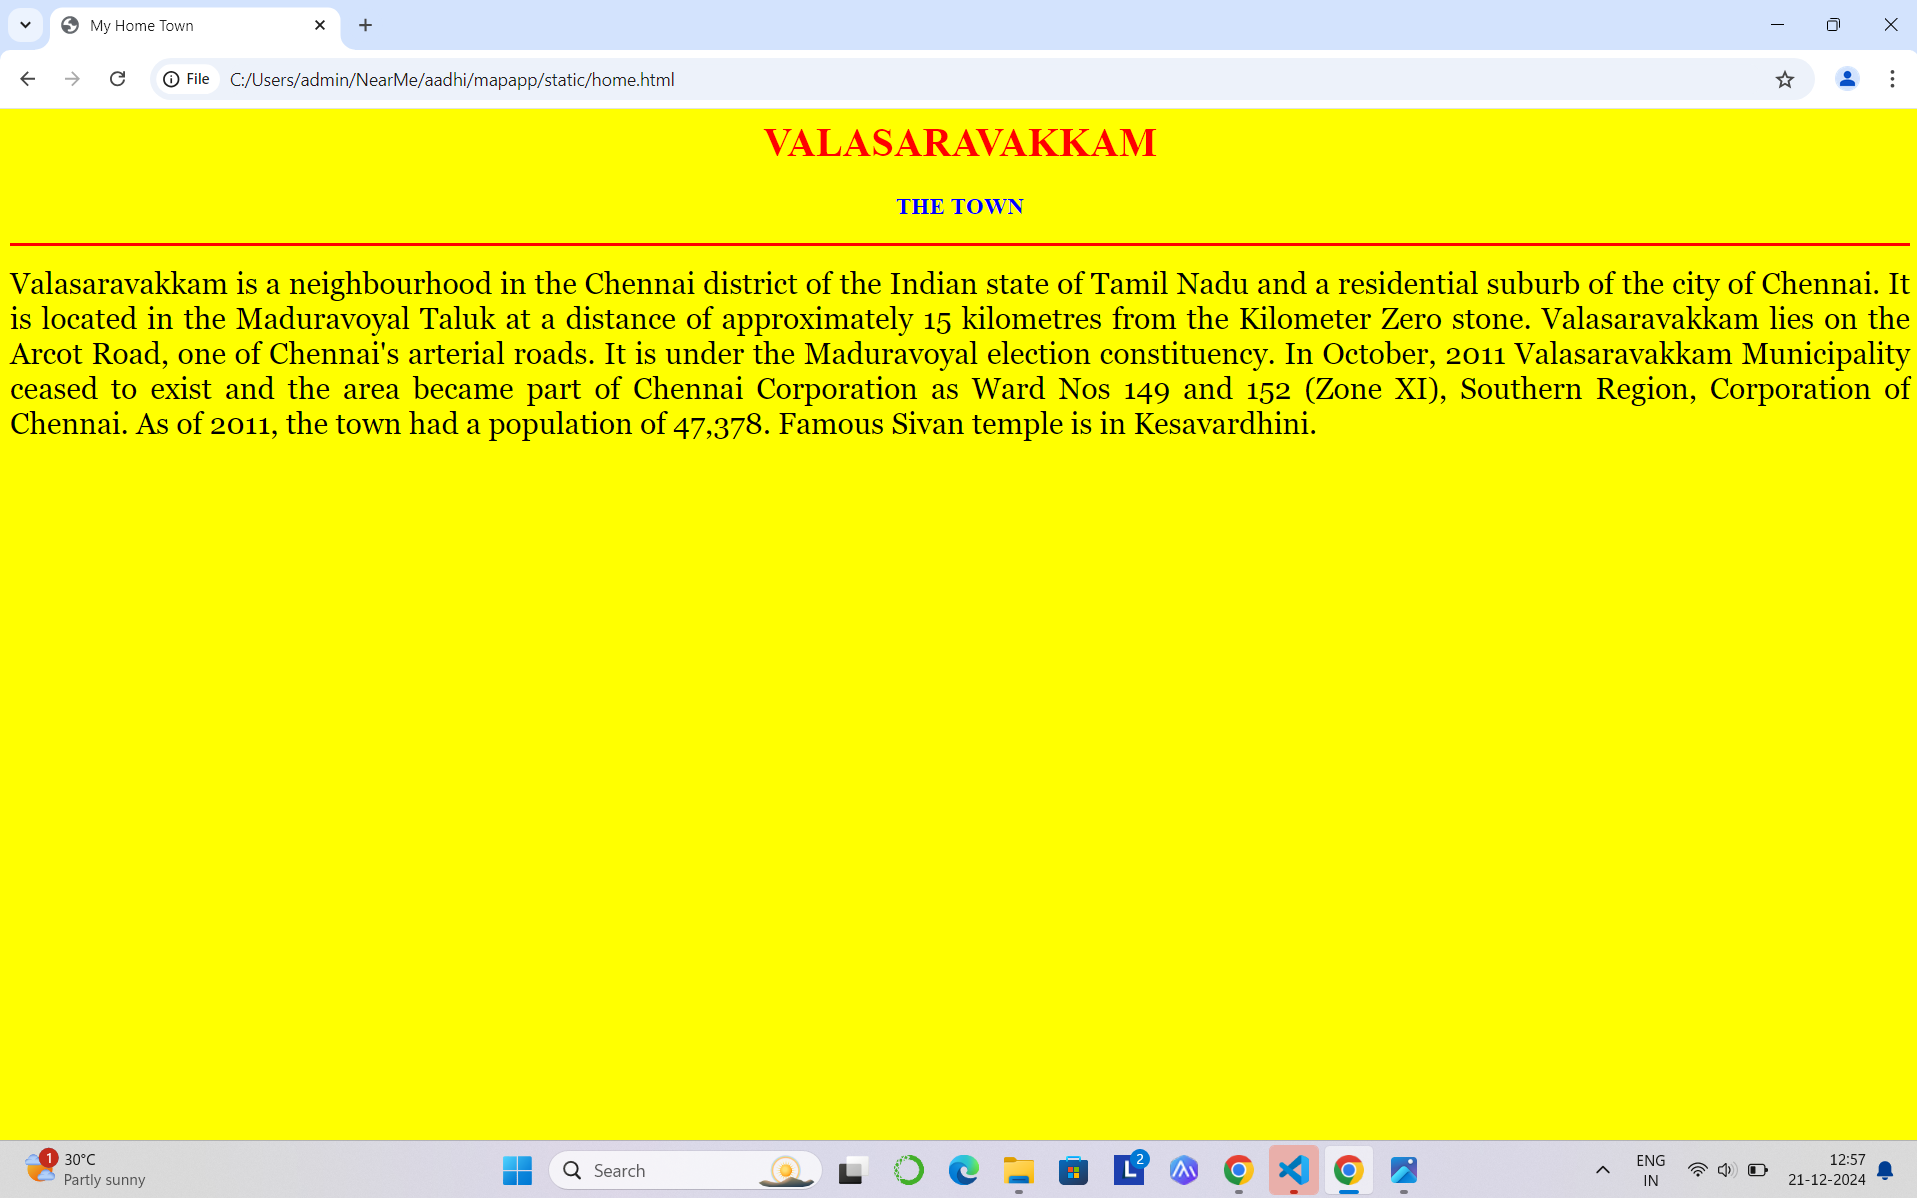 My Home Town
File
C:/Users/admin/NearMe/aadhi/mapapp/static/home.html
VALASARAVAKKAM
THE TOWN
Valasaravakkam is a neighbourhood in the Chennai district of the Indian state of Tamil Nadu and a residential suburb of the city of Chennai. It
is located in the Maduravoyal Taluk at a distance of approximately 15 kilometres from the Kilometer Zero stone. Valasaravakkam lies on the
Arcot Road, one of Chennai's arterial roads. It is under the Maduravoyal election constituency. In October, 2011 Valasaravakkam Municipality
ceased to exist and the area became part of Chennai Corporation as Ward Nos 149 and 152 (Zone XI), Southern Region, Corporation of
Chennai. As of 2011, the town had a population of 47,378. Famous Sivan temple is in Kesavardhini.
1
30°C
Partly sunny
Search
L
2
ENG
IN
12:57
21-12-2024